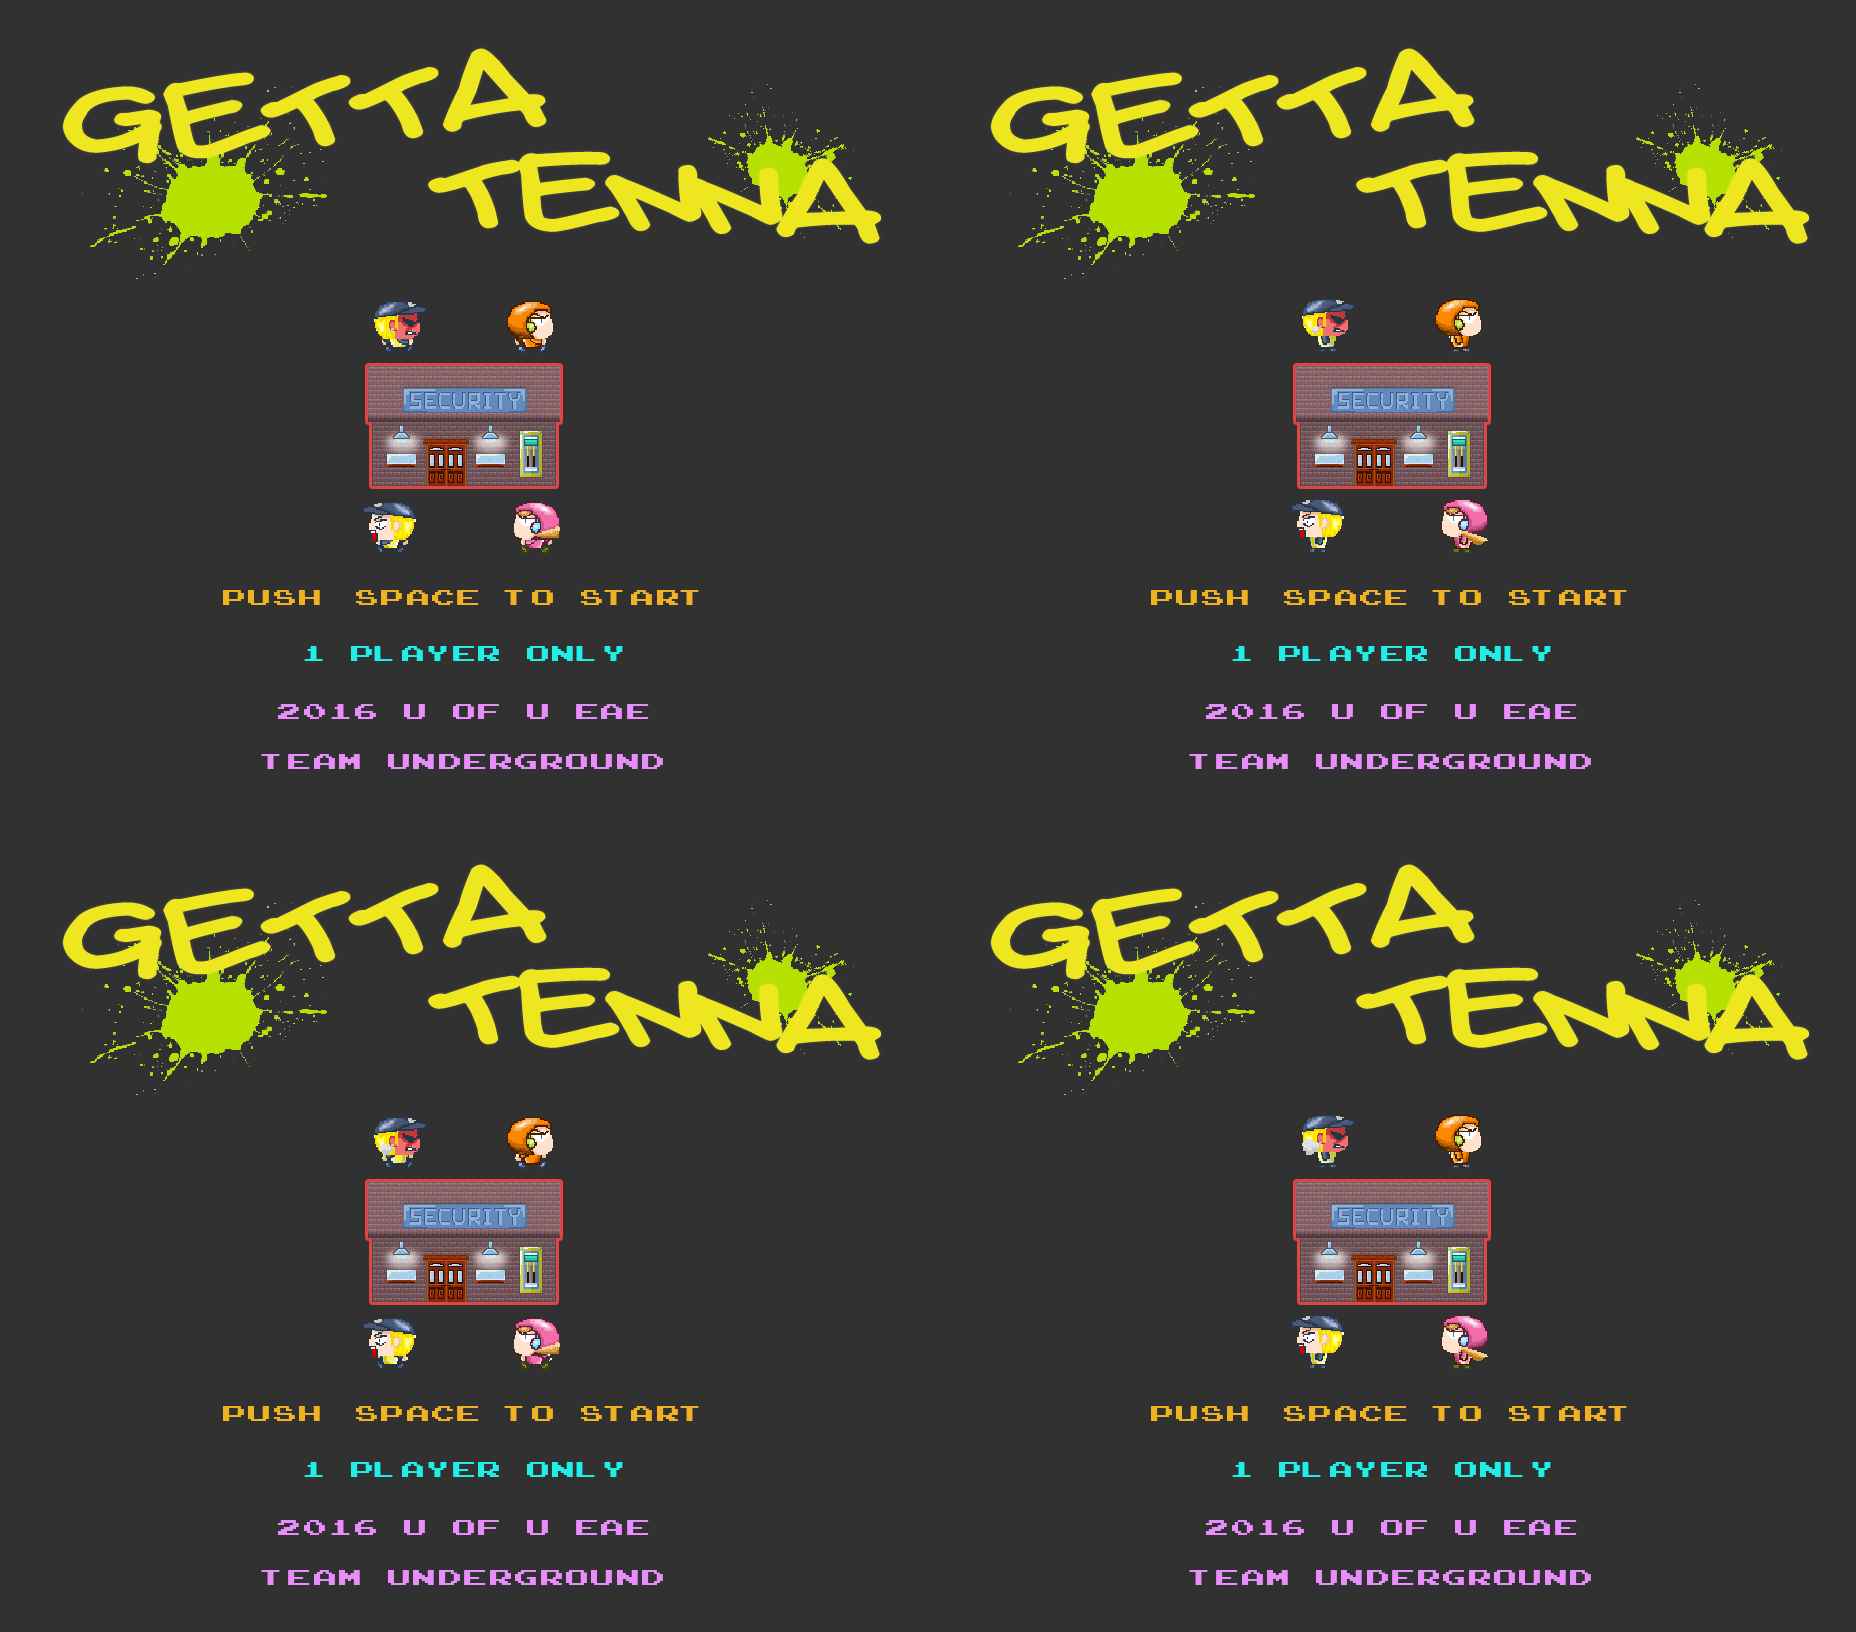 GETTA
TENNA
SECURITY
PUSH SPACE TO START
1 PLAYER ONLY
2016 U OF U EAE
TEAM UNDERGROUND
GETTA
TENNA
SECURITY
PUSH SPACE TO START
1 PLAYER ONLY
2016 U OF U EAE
TEAM UNDERGROUND
GETTA
TENNA
SECURITY
PUSH SPACE TO START
1 PLAYER ONLY
2016 U OF U EAE
TEAM UNDERGROUND
GETTA
TENNA
SECURITY
PUSH SPACE TO START
1 PLAYER ONLY
2016 U OF U EAE
TEAM UNDERGROUND